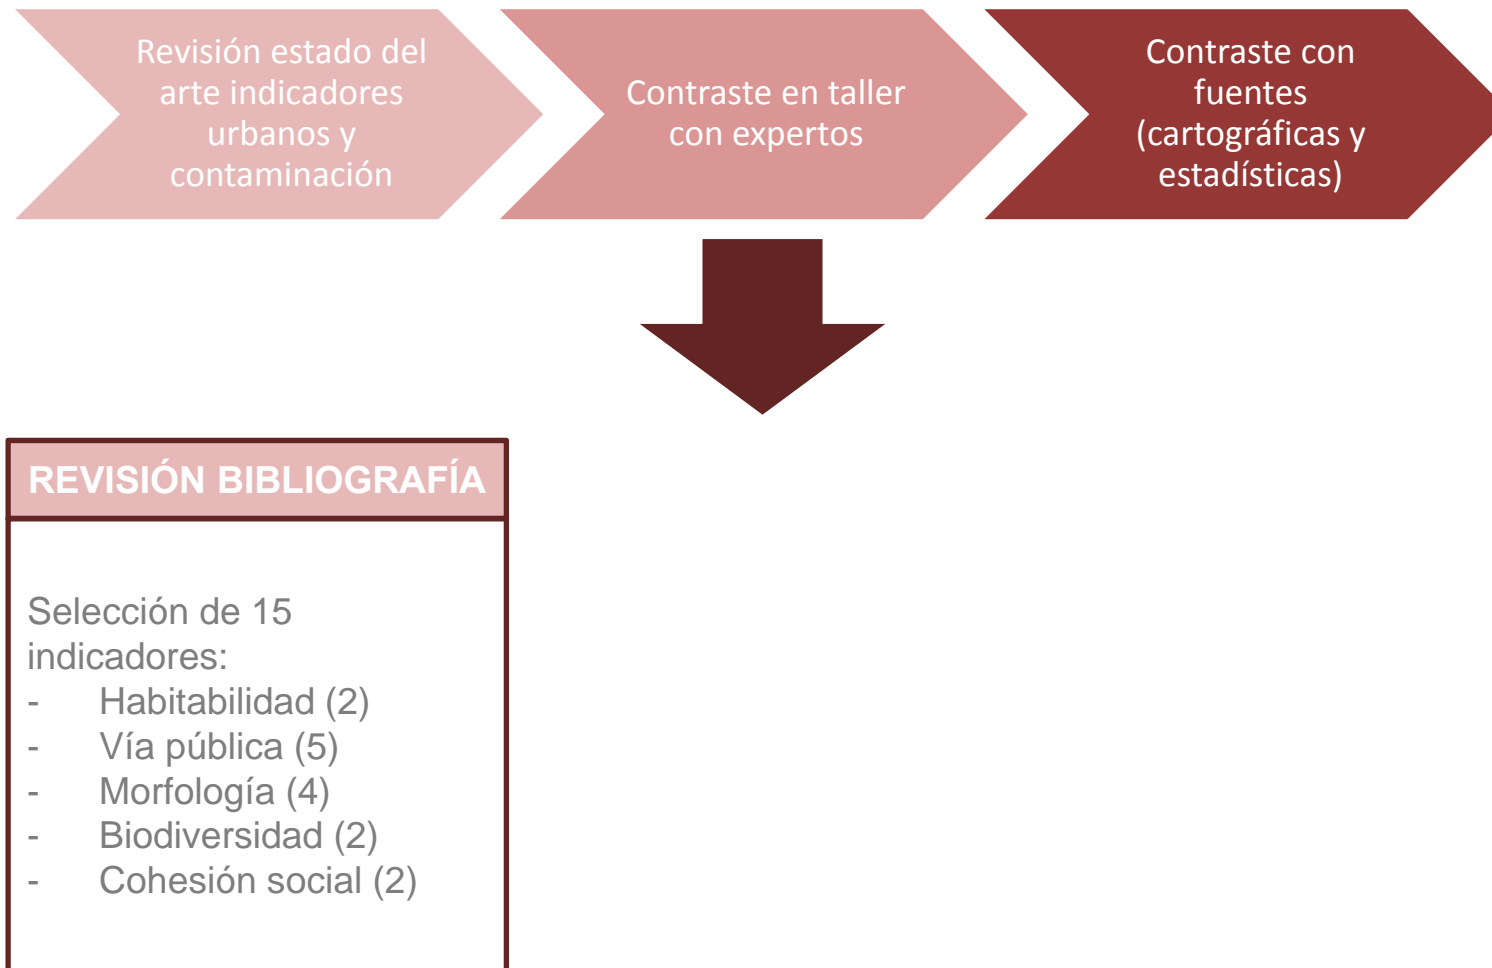 Revisión estado del
arte indicadores
urbanos y
contaminación
Contraste en taller
con expertos
Contraste con
fuentes
(cartográficas y
estadísticas)
REVISIÓN BIBLIOGRAFÍA
Selección de 15
indicadores:
- Habitabilidad (2)
- Vía pública (5)
- Morfología (4)
- Biodiversidad (2)
- Cohesión social (2)